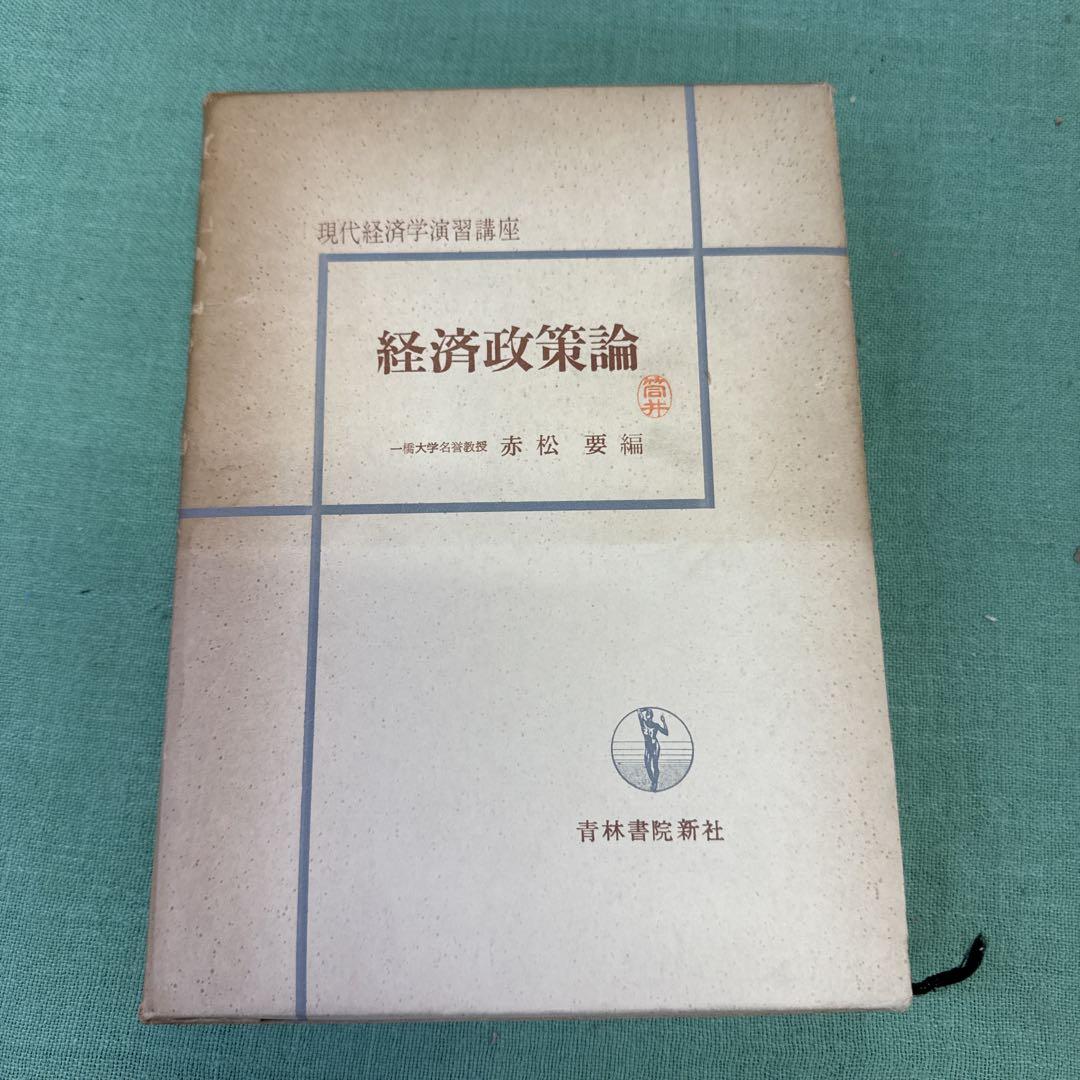 現代経済学演習講座
経済政策論
筒井
一橋大学名誉教授 赤松 要 編
青林書院新社